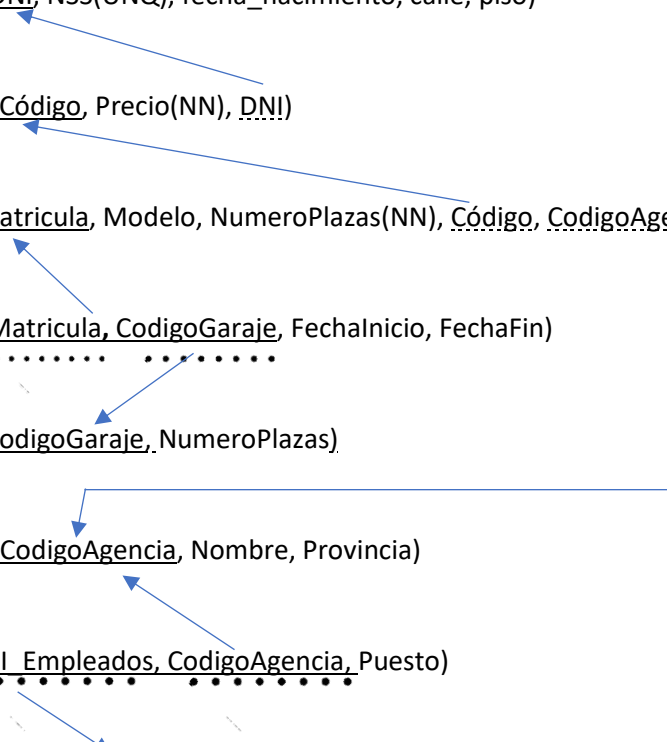 DNI, NSS(UNQ), fecha_nacimiento, calle, piso)
Código, Precio(NN), DNI)
atricula, Modelo, NumeroPlazas(NN), Código, CodigoAge
Matricula, CodigoGaraje, FechaInicio, FechaFin)
odigoGaraje, NumeroPlazas)
CodigoAgencia, Nombre, Provincia)
I_Empleados, CodigoAgencia, Puesto)